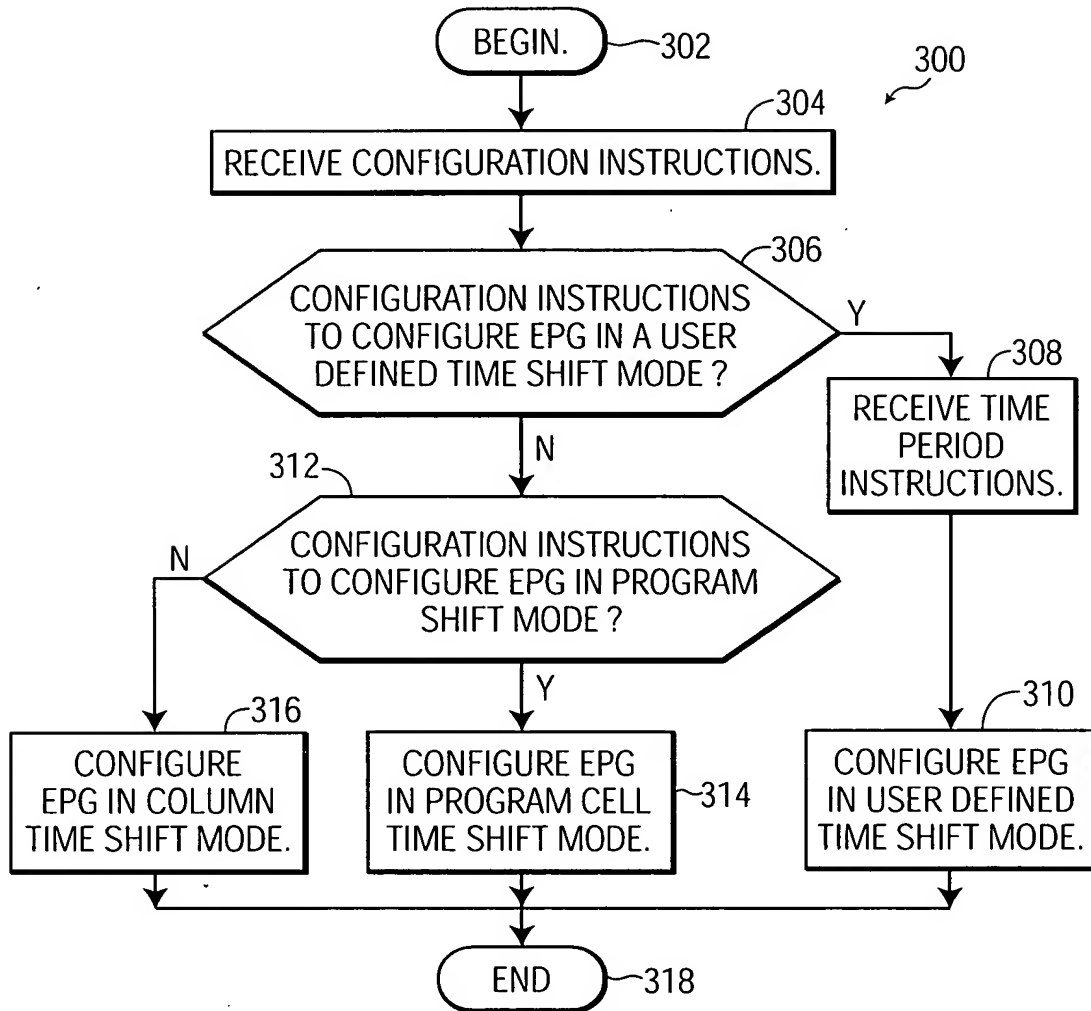 BEGIN.
302
300
304
RECEIVE CONFIGURATION INSTRUCTIONS.
306
CONFIGURATION INSTRUCTIONS
TO CONFIGURE EPG IN A USER
DEFINED TIME SHIFT MODE ?
Y
308
RECEIVE TIME
PERIOD
INSTRUCTIONS.
N
312
CONFIGURATION INSTRUCTIONS
TO CONFIGURE EPG IN PROGRAM
SHIFT MODE ?
N
Y
316
CONFIGURE
EPG IN COLUMN
TIME SHIFT MODE.
CONFIGURE EPG
IN PROGRAM CELL
TIME SHIFT MODE.
314
310
CONFIGURE EPG
IN USER DEFINED
TIME SHIFT MODE.
END
318